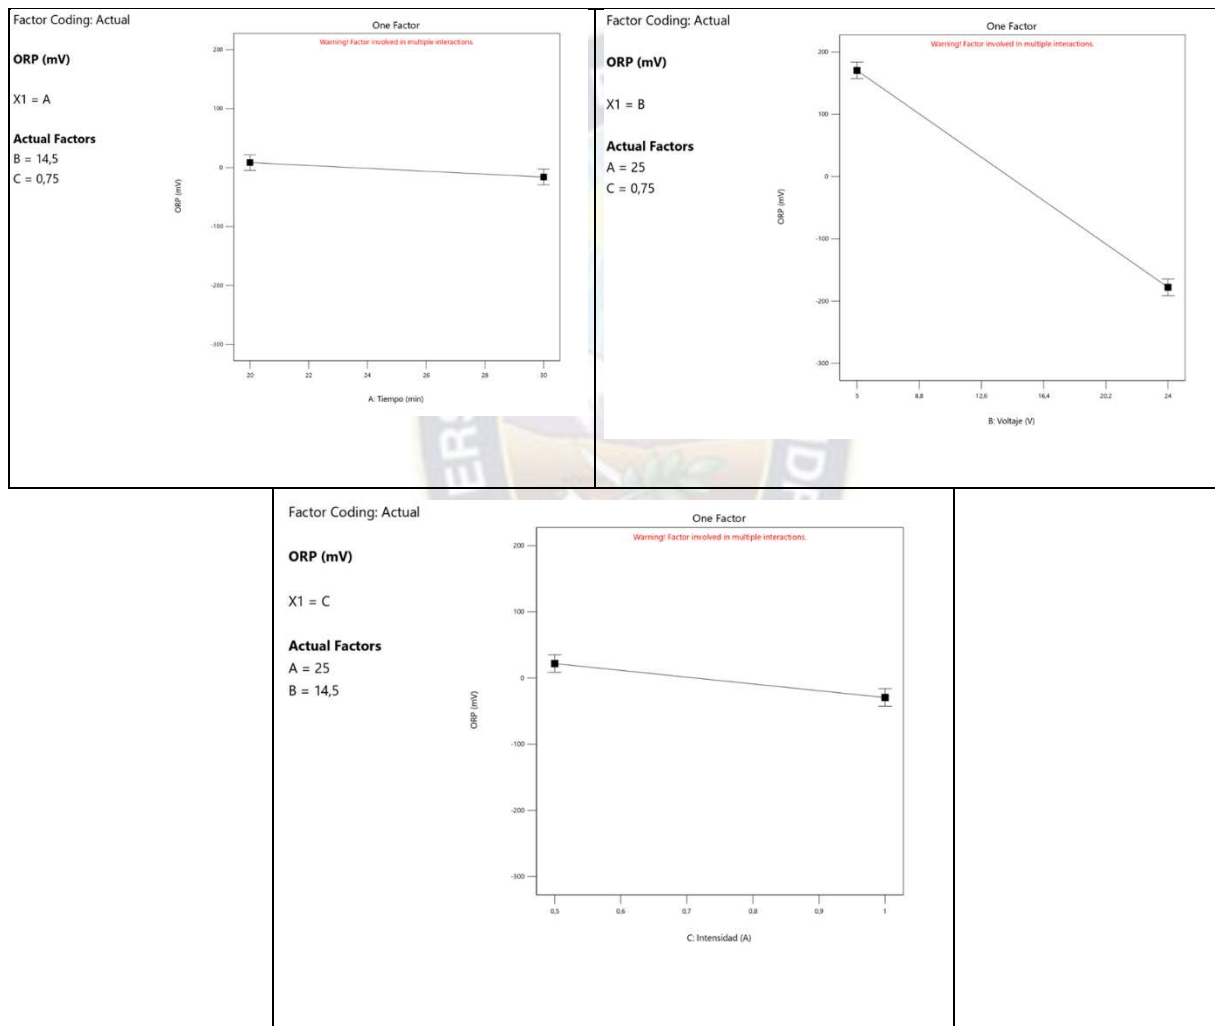 Factor Coding: Actual
ORP (mV)
X1 = A
Actual Factors
B = 14,5
C = 0,75
One Factor
Warning! Factor involved in multiple interactions.
200
100
0
-100
-200
-300
ORP (mV)
20 22 24 26 28 30
A: Tiempo (min)
Factor Coding: Actual
ORP (mV)
X1 = B
Actual Factors
A = 25
C = 0,75
One Factor
Warning! Factor involved in multiple interactions.
200
100
0
-100
-200
-300
ORP (mV)
5 8,8 12,6 16,4 20,2 24
B: Voltaje (V)
Factor Coding: Actual
ORP (mV)
X1 = C
Actual Factors
A = 25
B = 14,5
One Factor
Warning! Factor involved in multiple interactions.
200
100
0
-100
-200
-300
ORP (mV)
0,5 0,6 0,7 0,8 0,9 1
C: Intensidad (A)